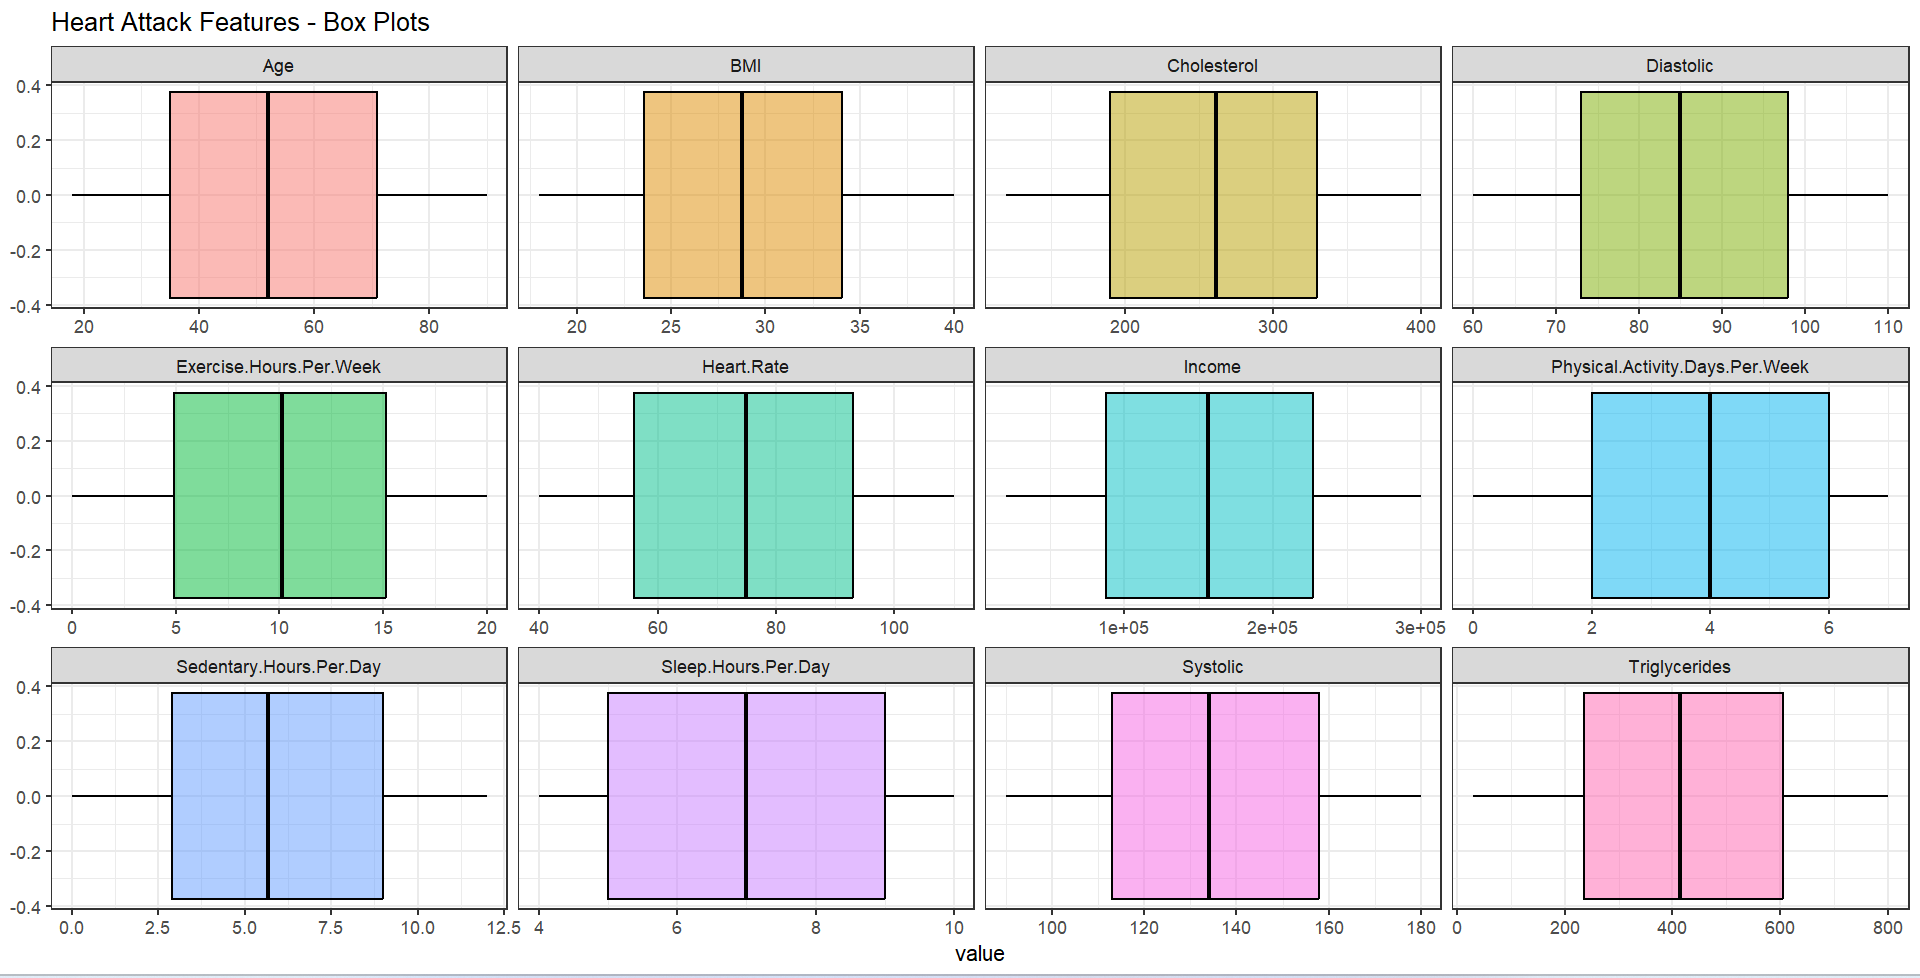 Heart Attack Features - Box Plots
Age BMI Cholesterol Diastolic
0.4
0.2
0.0
-0.2
-0.4
20 40 60 80 20 25 30 35 40 200 300 400 60 70 80 90 100 110
Exercise.Hours.Per.Week Heart.Rate Income Physical.Activity.Days.Per.Week
0.4
0.2
0.0
-0.2
-0.4
0 5 10 15 20 40 60 80 100 1e+05 2e+05 3e+05 0 2 4 6
Sedentary.Hours.Per.Day Sleep.Hours.Per.Day Systolic Triglycerides
0.4
0.2
0.0
-0.2
-0.4
0.0 2.5 5.0 7.5 10.0 12.5 4 6 8 10 100 120 140 160 180 0 200 400 600 800
value